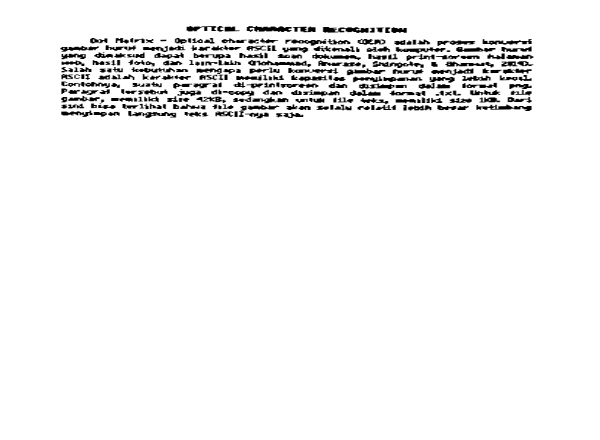 OPTICAL CHARACTER RECOGNITION
Dot Matrix - Optical character recognition (OCR) adalah proses konversi
gambar huruf menjadi karakter ASCII yang dikenali oleh komputer. Gambar huruf
yang dimaksud dapat berupa hasil scan dokumen, hasil print-screen halaman
web, hasil foto, dan lain-lain (Mohammad, Shingote, & 2014).
Salah satu kebutuhan mengapa perlu konversi gambar huruf menjadi karakter
ASCII adalah karakter ASCII memiliki kapasitas penyimpanan yang lebih kecil.
Contohnya, suatu paragraf di-printscreen dan disimpan dalam format png.
Paragraf tersebut juga di-copy dan disimpan dalam format .txt. Untuk file
gambar, memiliki size 42KB, sedangkan untuk file teks, memiliki size 1KB. Dari
sini bisa terlihat bahwa file gambar akan selalu relatif lebih besar ketimbang
menyimpan langsung teks ASCII-nya saja.